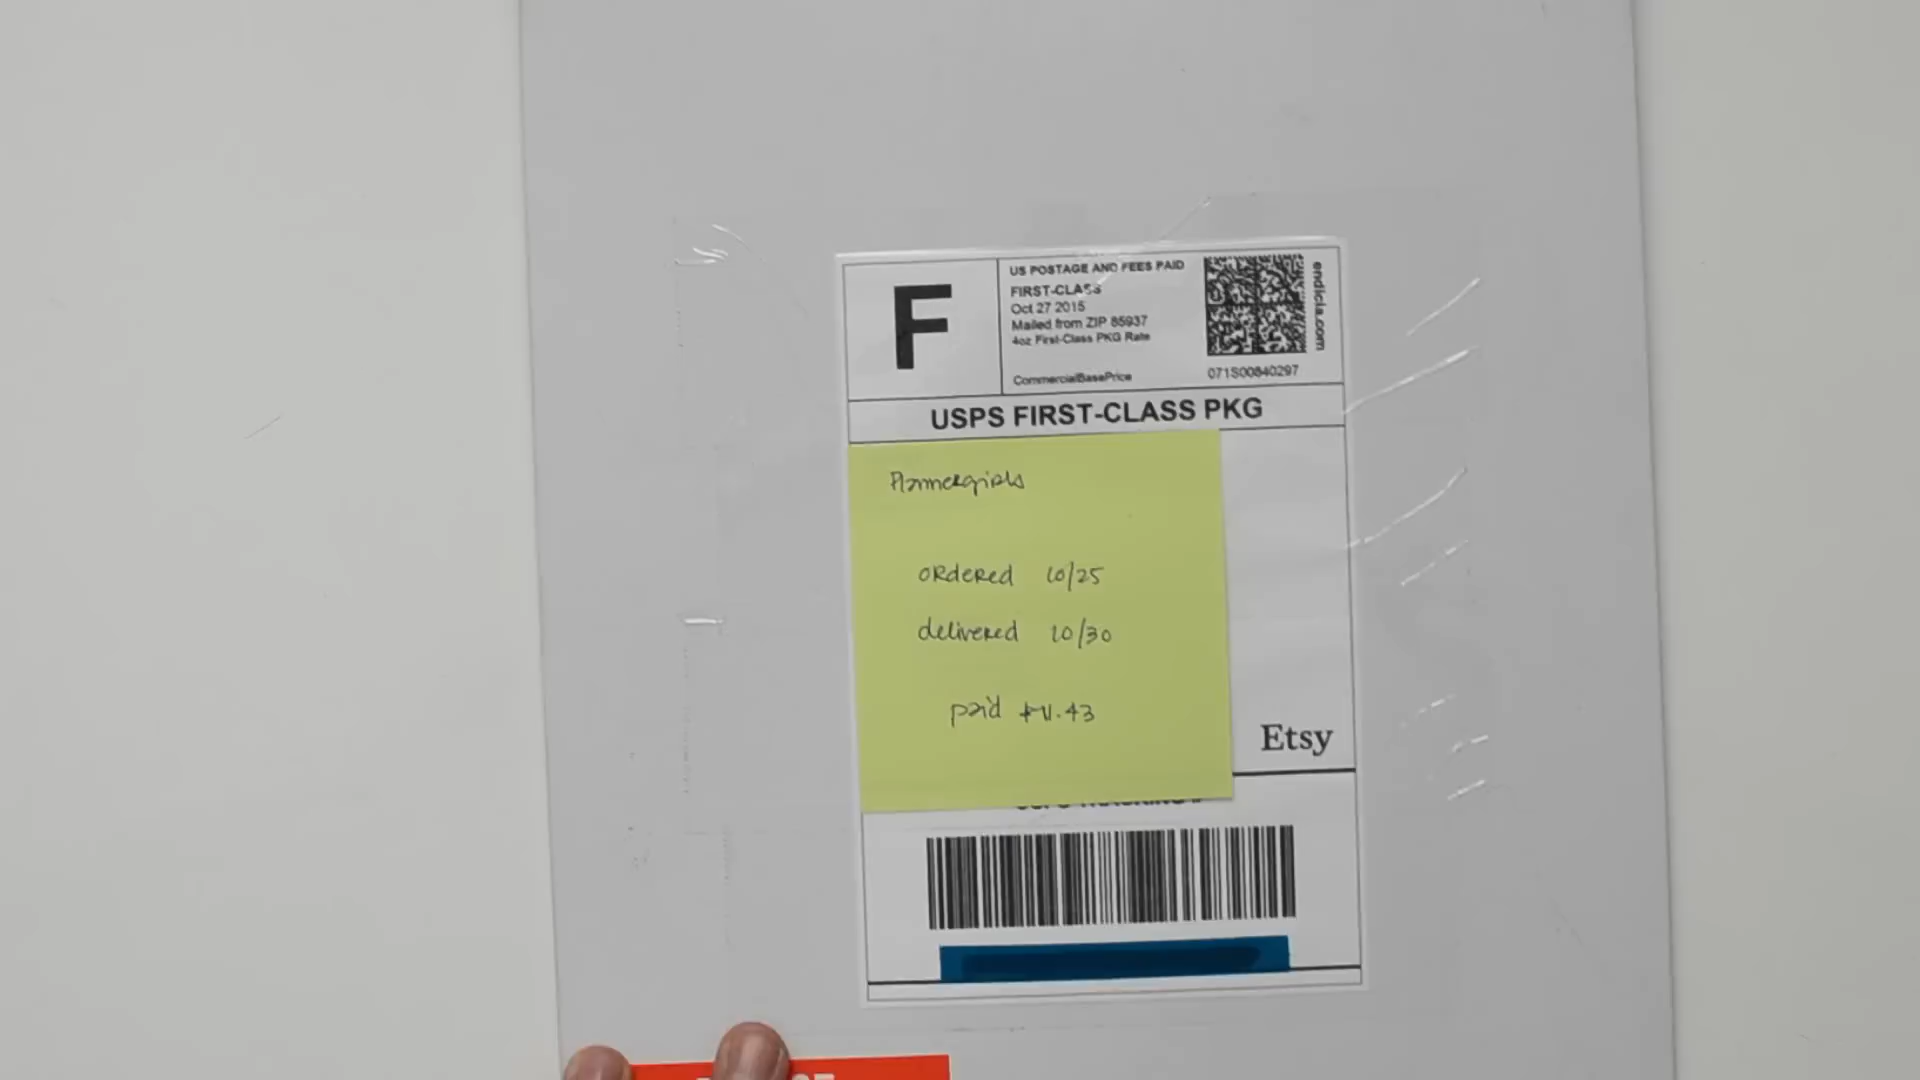 F
US POSTAGE AND FEES PAID
FIRST-CLASS
Oct 27 2015
Mailed from ZIP 85937
4oz First-Class PKG Rate
CommercialBasePrice
071S00840297
endicia.com
USPS FIRST-CLASS PKG
Plannergirls
ordered 10/25
delivered 10/30
paid
Etsy